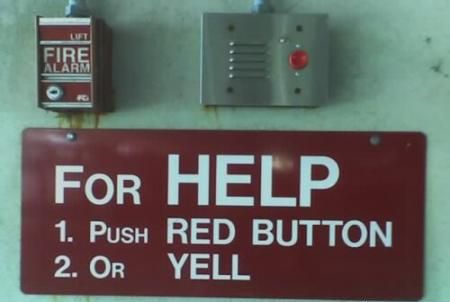 LIFT
FIRE
ALARM
FOR HELP
1. PUSH RED BUTTON
2. OR YELL